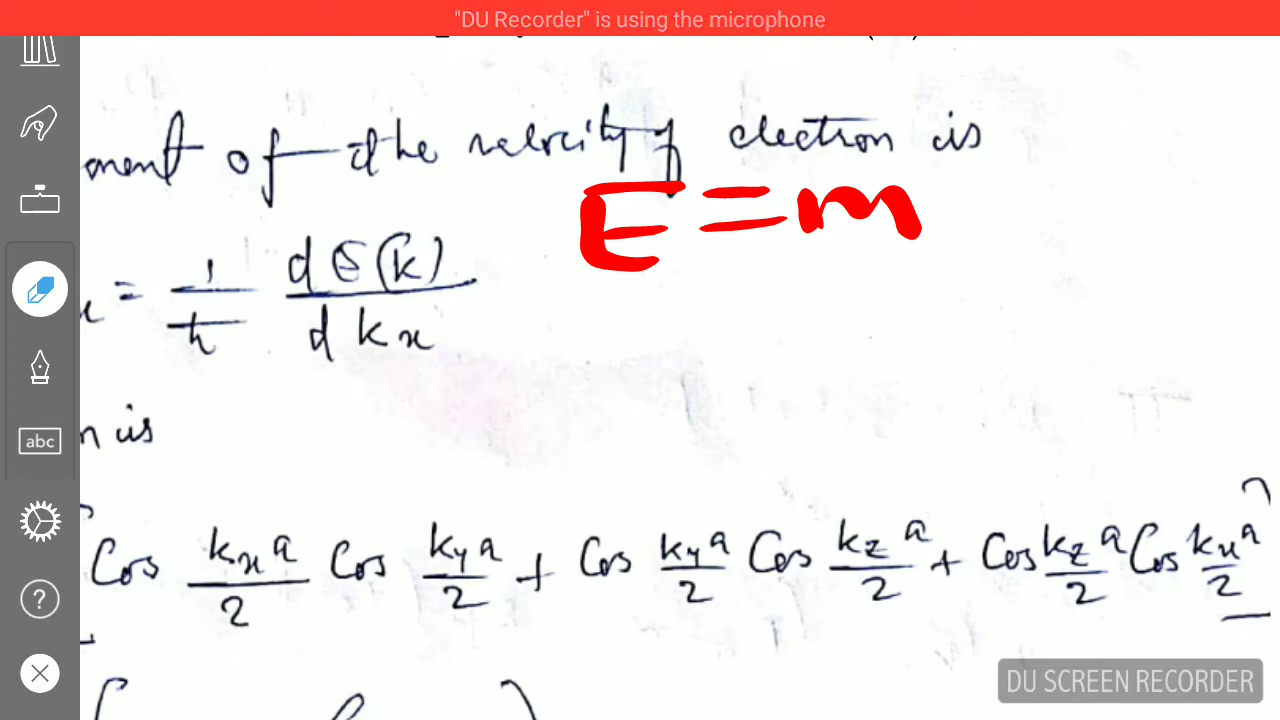 "DU Recorder" is using the microphone
ment of the velocity of electron is
E = m
x = 1/ħ dε(k)/dkx
n is
Cos kxa/2 Cos kya/2 + Cos kya/2 Cos kza/2 + Cos kza/2 Cos kxa/2]
abc
?
DU SCREEN RECORDER